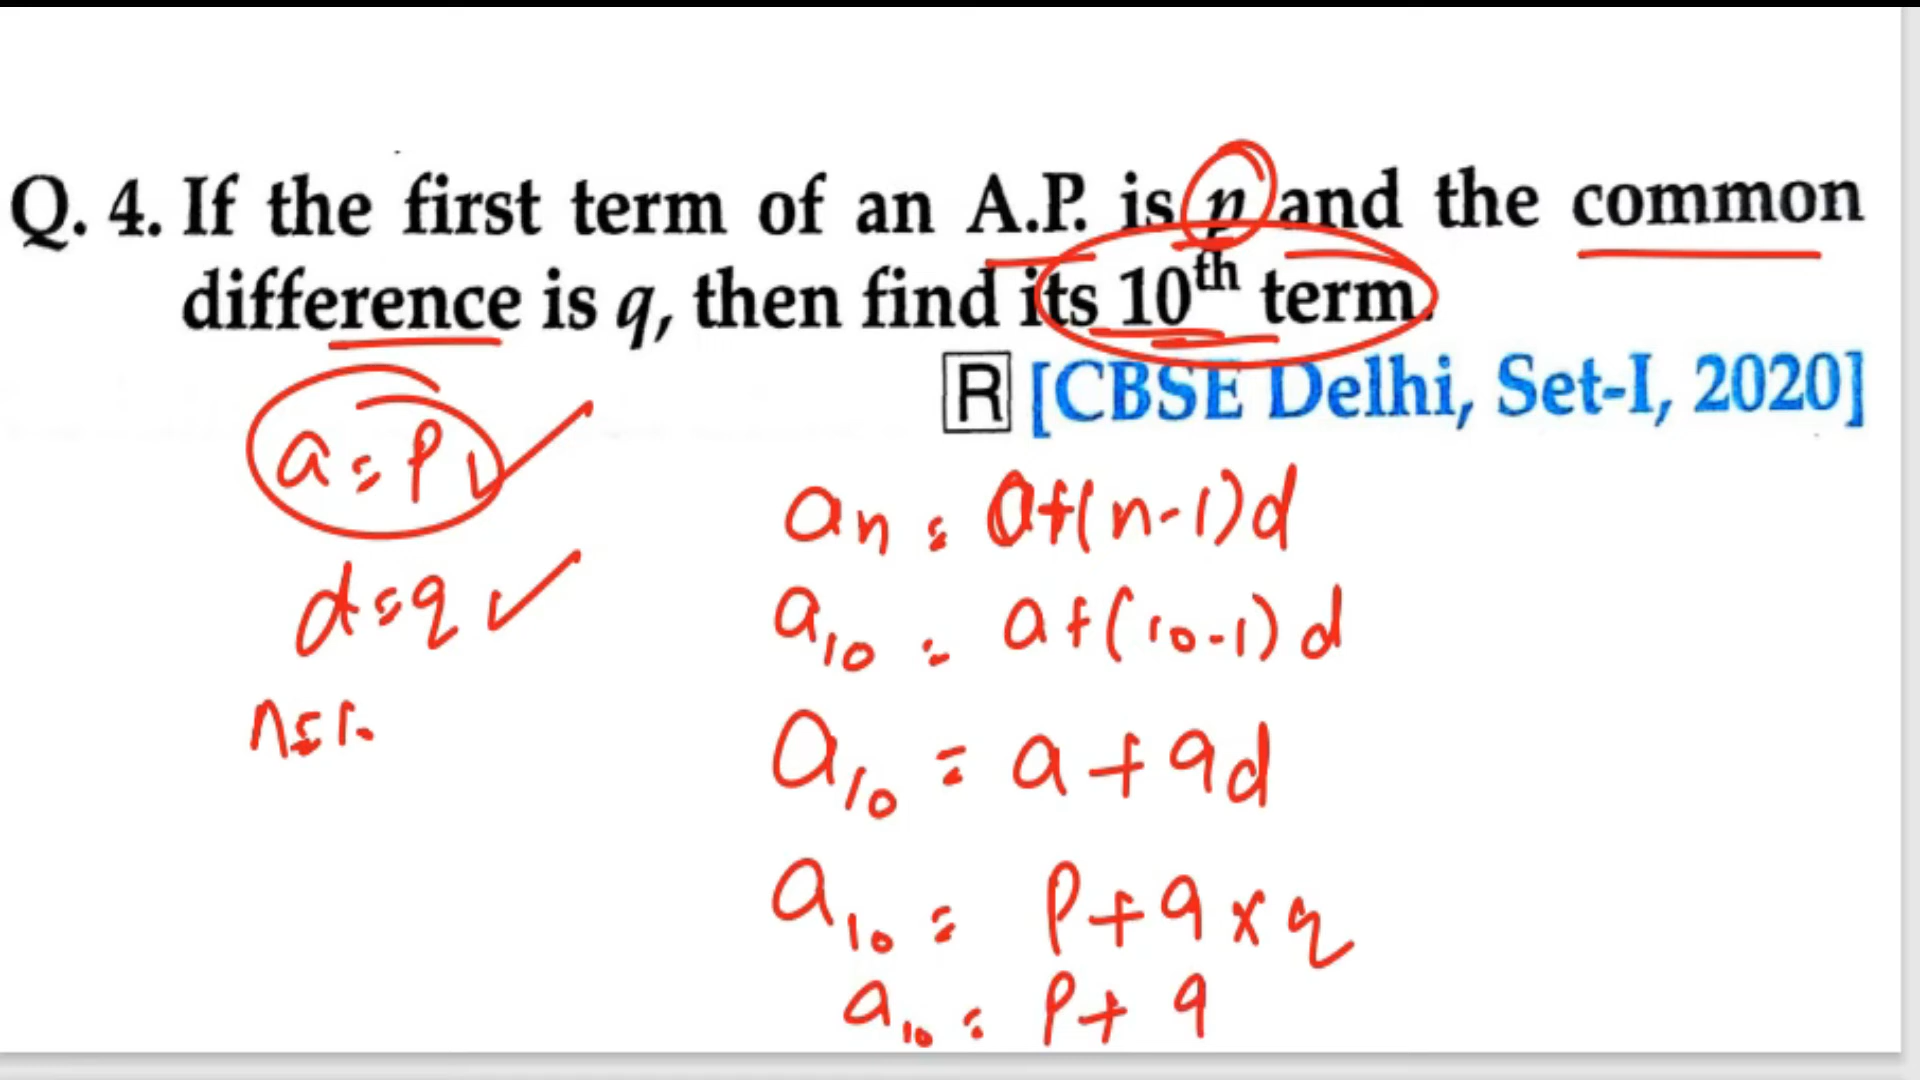 Q. 4. If the first term of an A.P. is p and the common
difference is q, then find its 10th term.
R [CBSE Delhi, Set-I, 2020]
a = p
d = q
n = 10
an = a+(n-1)d
a10 = a+(10-1)d
a10 = a+9d
a10 = p+9×q
a10 = p+9